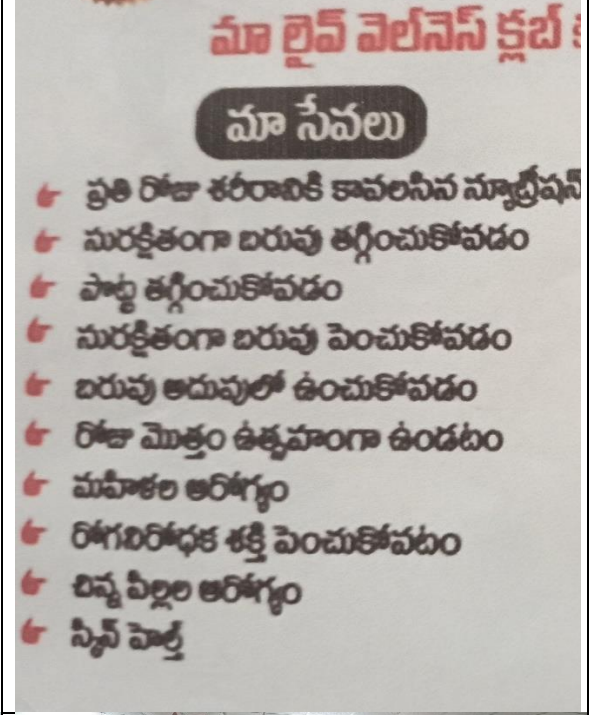 మా లైవ్ వెల్‌నెస్ క్లబ్
మా సేవలు
ప్రతి రోజు శరీరానికి కావలసిన న్యూట్రీషన్
సురక్షితంగా బరువు తగ్గించుకోవడం
పొట్ట తగ్గించుకోవడం
సురక్షితంగా బరువు పెంచుకోవడం
బరువు అదుపులో ఉంచుకోవడం
రోజు మొత్తం ఉత్సహంగా ఉండటం
మహిళల ఆరోగ్యం
రోగనిరోధక శక్తి పెంచుకోవటం
చిన్న పిల్లల ఆరోగ్యం
స్కిన్ హెల్త్